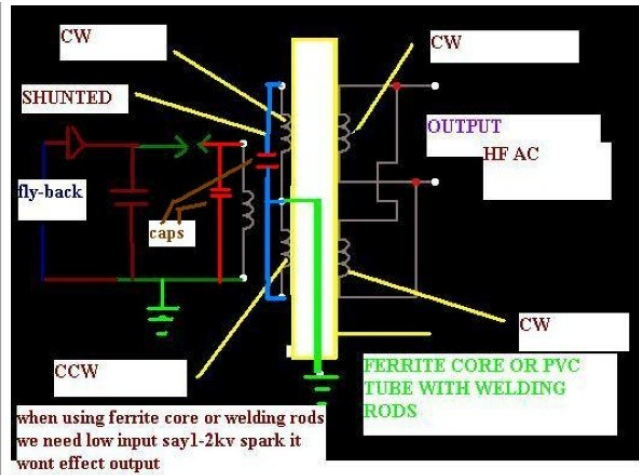 CW
CW
SHUNTED
OUTPUT
HF AC
fly-back
caps
CW
CCW
FERRITE CORE OR PVC
TUBE WITH WELDING
RODS
when using ferrite core or welding rods
we need low input say1-2kv spark it
wont effect output